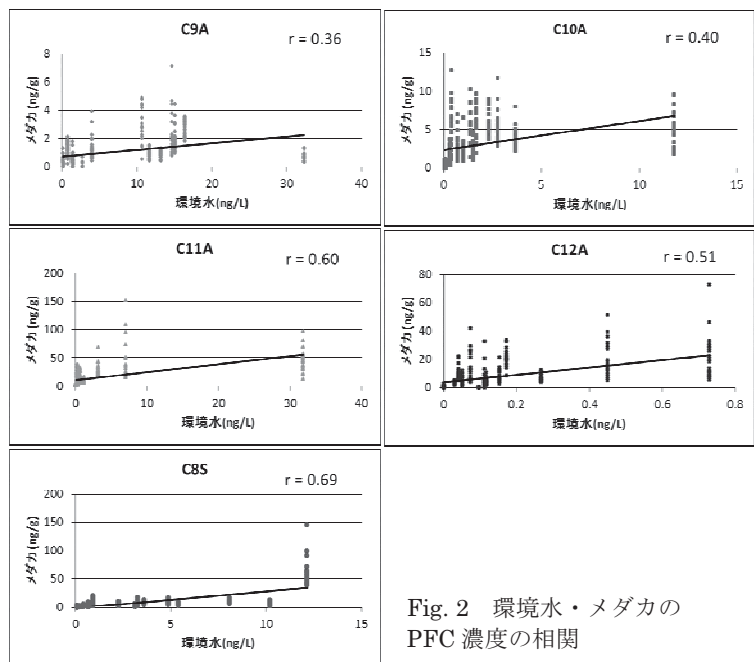 C9A
r = 0.36
メダカ (ng/g)
8
6
4
2
0
0 10 20 30 40
環境水(ng/L)
C10A
r = 0.40
メダカ (ng/g)
15
10
5
0
0 5 10 15
環境水(ng/L)
C11A
r = 0.60
メダカ (ng/g)
200
150
100
50
0
0 10 20 30 40
環境水(ng/L)
C12A
r = 0.51
メダカ (ng/g)
80
60
40
20
0
0 0.2 0.4 0.6 0.8
環境水(ng/L)
C8S
r = 0.69
メダカ (ng/g)
200
150
100
50
0
0 5 10 15
環境水(ng/L)
Fig. 2 環境水・メダカの
PFC 濃度の相関